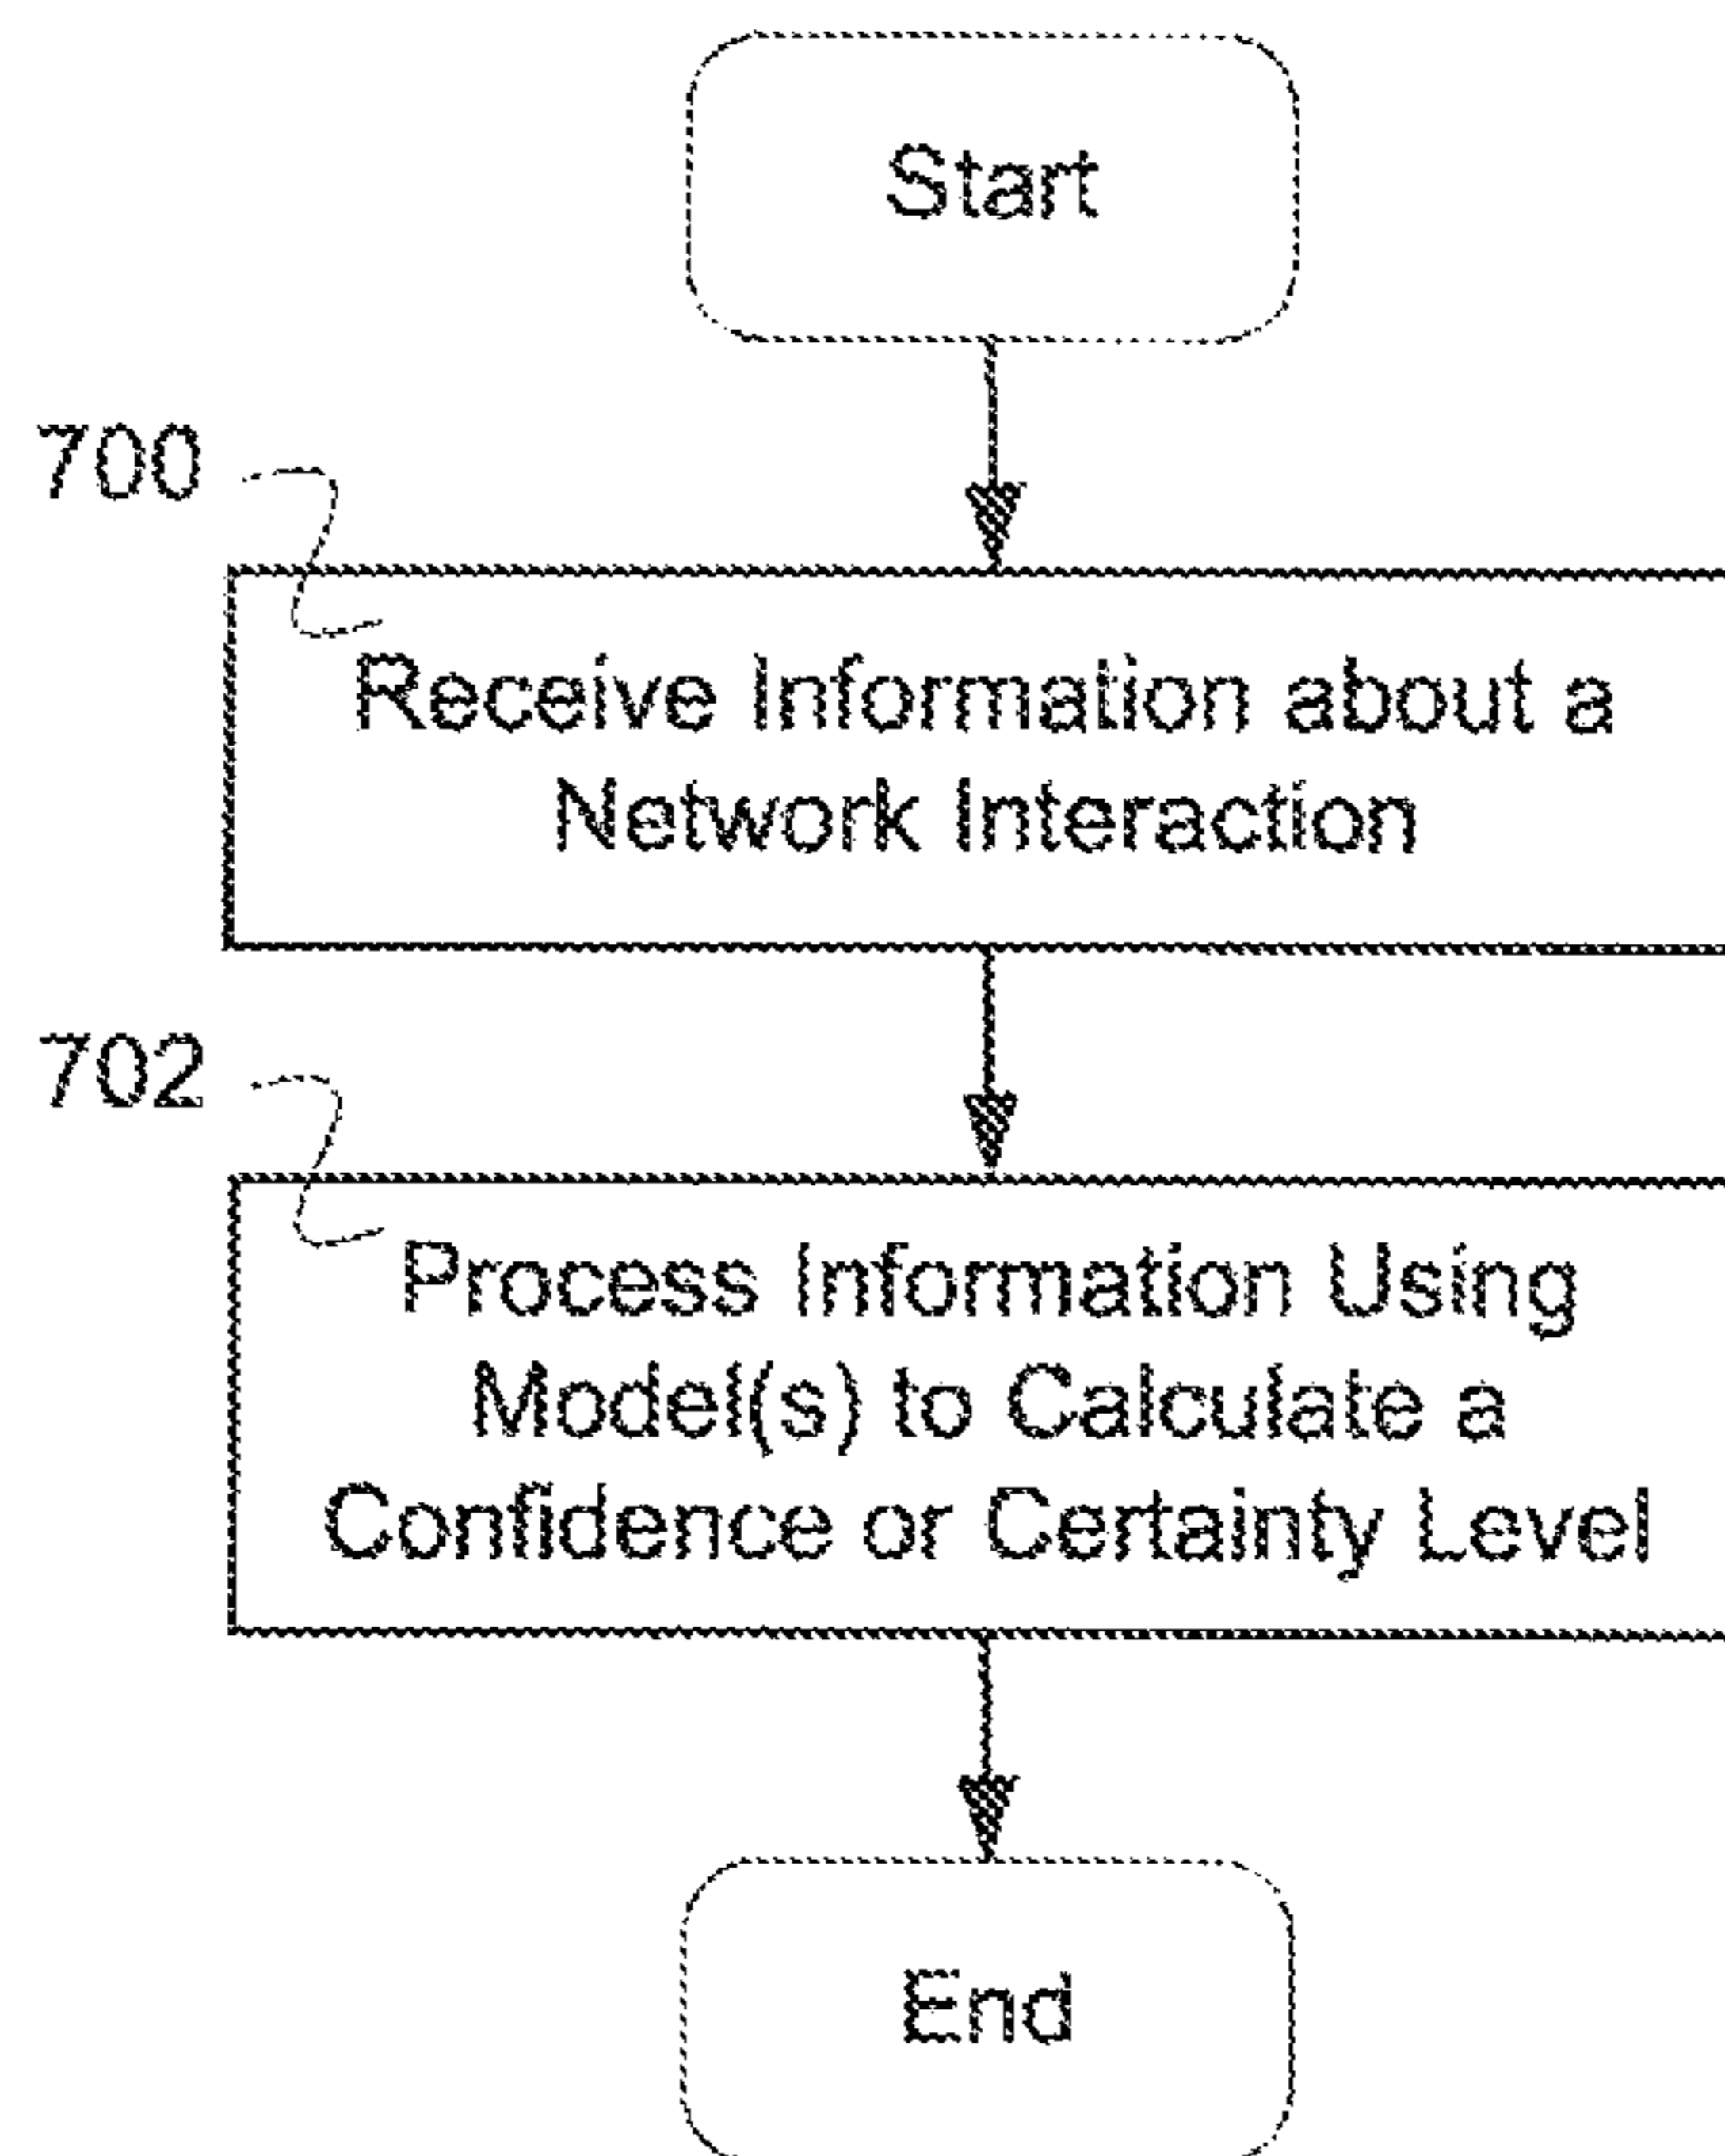 Start
700
Receive Information about a
Network Interaction
702
Process Information Using
Model(s) to Calculate a
Confidence or Certainty Level
End